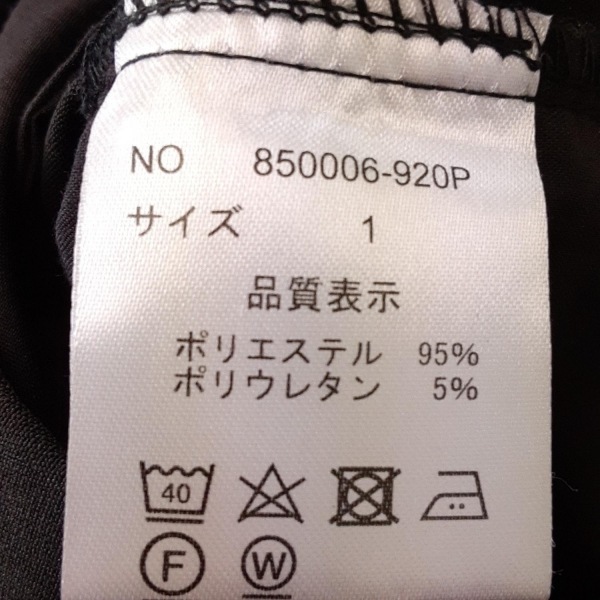 NO 850006-920P
サイズ 1
品質表示
ポリエステル 95%
ポリウレタン 5%
40
F W